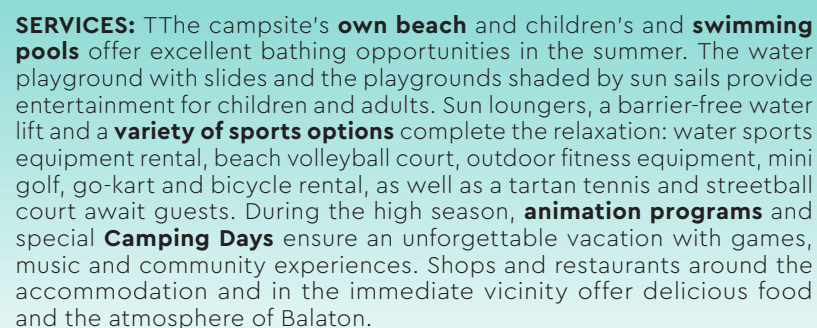 SERVICES: TThe campsite's own beach and children's and swimming
pools offer excellent bathing opportunities in the summer. The water
playground with slides and the playgrounds shaded by sun sails provide
entertainment for children and adults. Sun loungers, a barrier-free water
lift and a variety of sports options complete the relaxation: water sports
equipment rental, beach volleyball court, outdoor fitness equipment, mini
golf, go-kart and bicycle rental, as well as a tartan tennis and streetball
court await guests. During the high season, animation programs and
special Camping Days ensure an unforgettable vacation with games,
music and community experiences. Shops and restaurants around the
accommodation and in the immediate vicinity offer delicious food
and the atmosphere of Balaton.